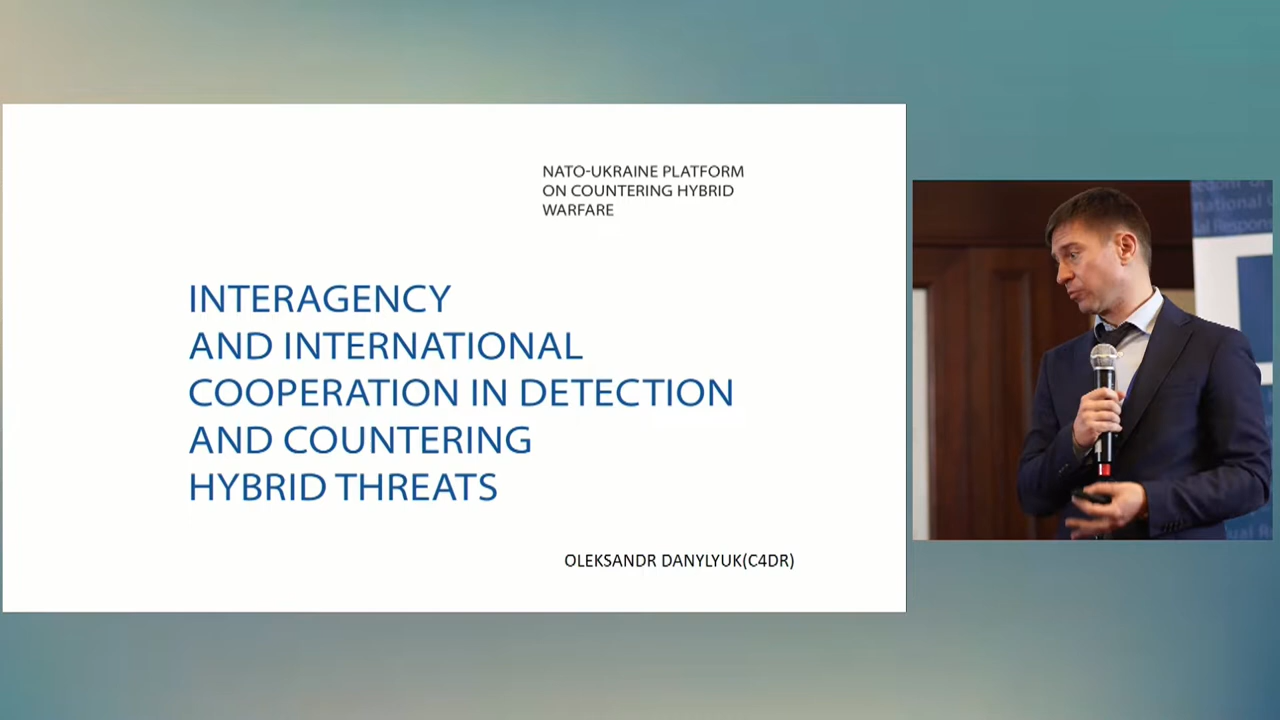 NATO-UKRAINE PLATFORM
ON COUNTERING HYBRID
WARFARE
INTERAGENCY
AND INTERNATIONAL
COOPERATION IN DETECTION
AND COUNTERING
HYBRID THREATS
OLEKSANDR DANYLYUK(C4DR)